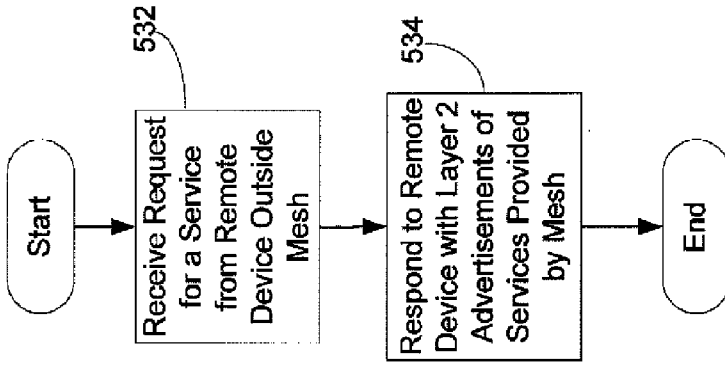 Start
532
Receive Request
for a Service
from Remote
Device Outside
Mesh
534
Respond to Remote
Device with Layer 2
Advertisements of
Services Provided
by Mesh
End